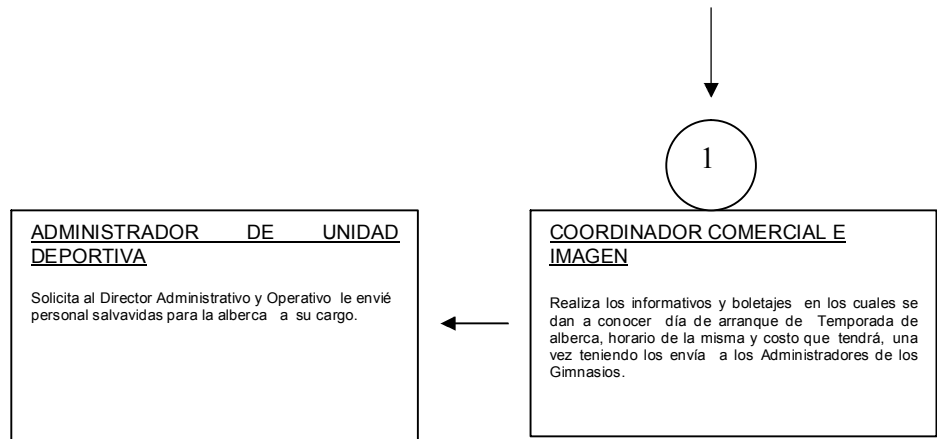 1
ADMINISTRADOR DE UNIDAD
DEPORTIVA
Solicita al Director Administrativo y Operativo le envié
personal salvavidas para la alberca a su cargo.
COORDINADOR COMERCIAL E
IMAGEN
Realiza los informativos y boletajes en los cuales se
dan a conocer día de arranque de Temporada de
alberca, horario de la misma y costo que tendrá, una
vez teniendo los envía a los Administradores de los
Gimnasios.